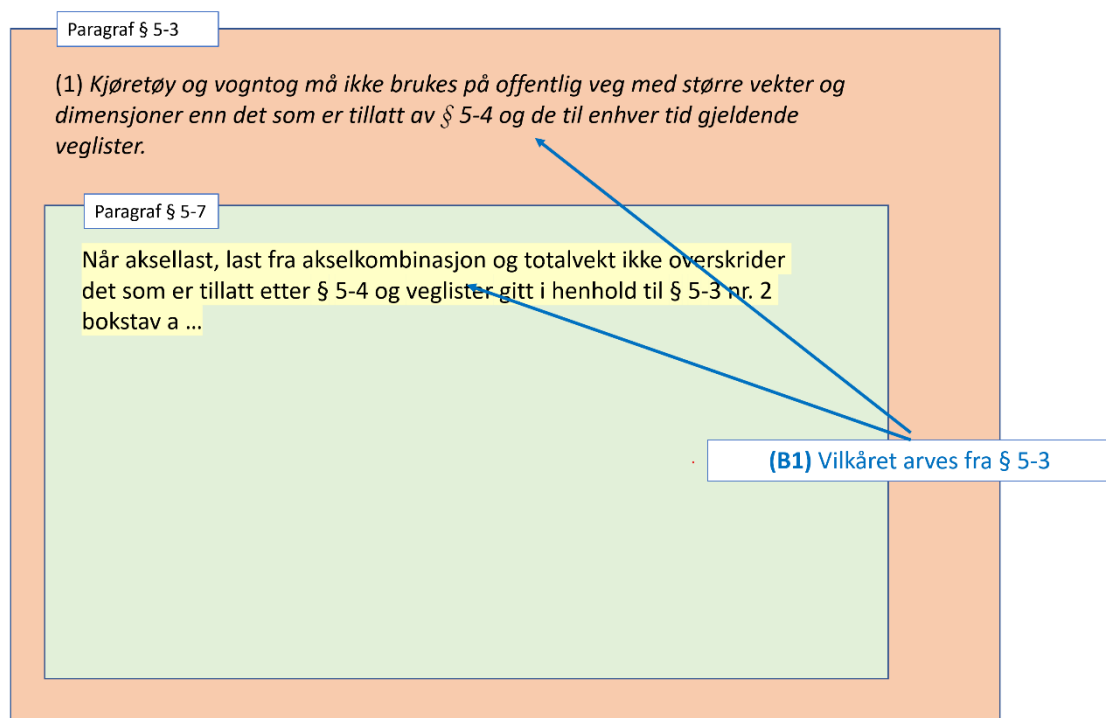 Paragraf § 5-3
(1) Kjøretøy og vogntog må ikke brukes på offentlig veg med større vekter og
dimensjoner enn det som er tillatt av § 5-4 og de til enhver tid gjeldende
veglister.
Paragraf § 5-7
Når aksellast, last fra akselkombinasjon og totalvekt ikke overskrider
det som er tillatt etter § 5-4 og veglister gitt i henhold til § 5-3 nr. 2
bokstav a ...
(B1) Vilkåret arves fra § 5-3